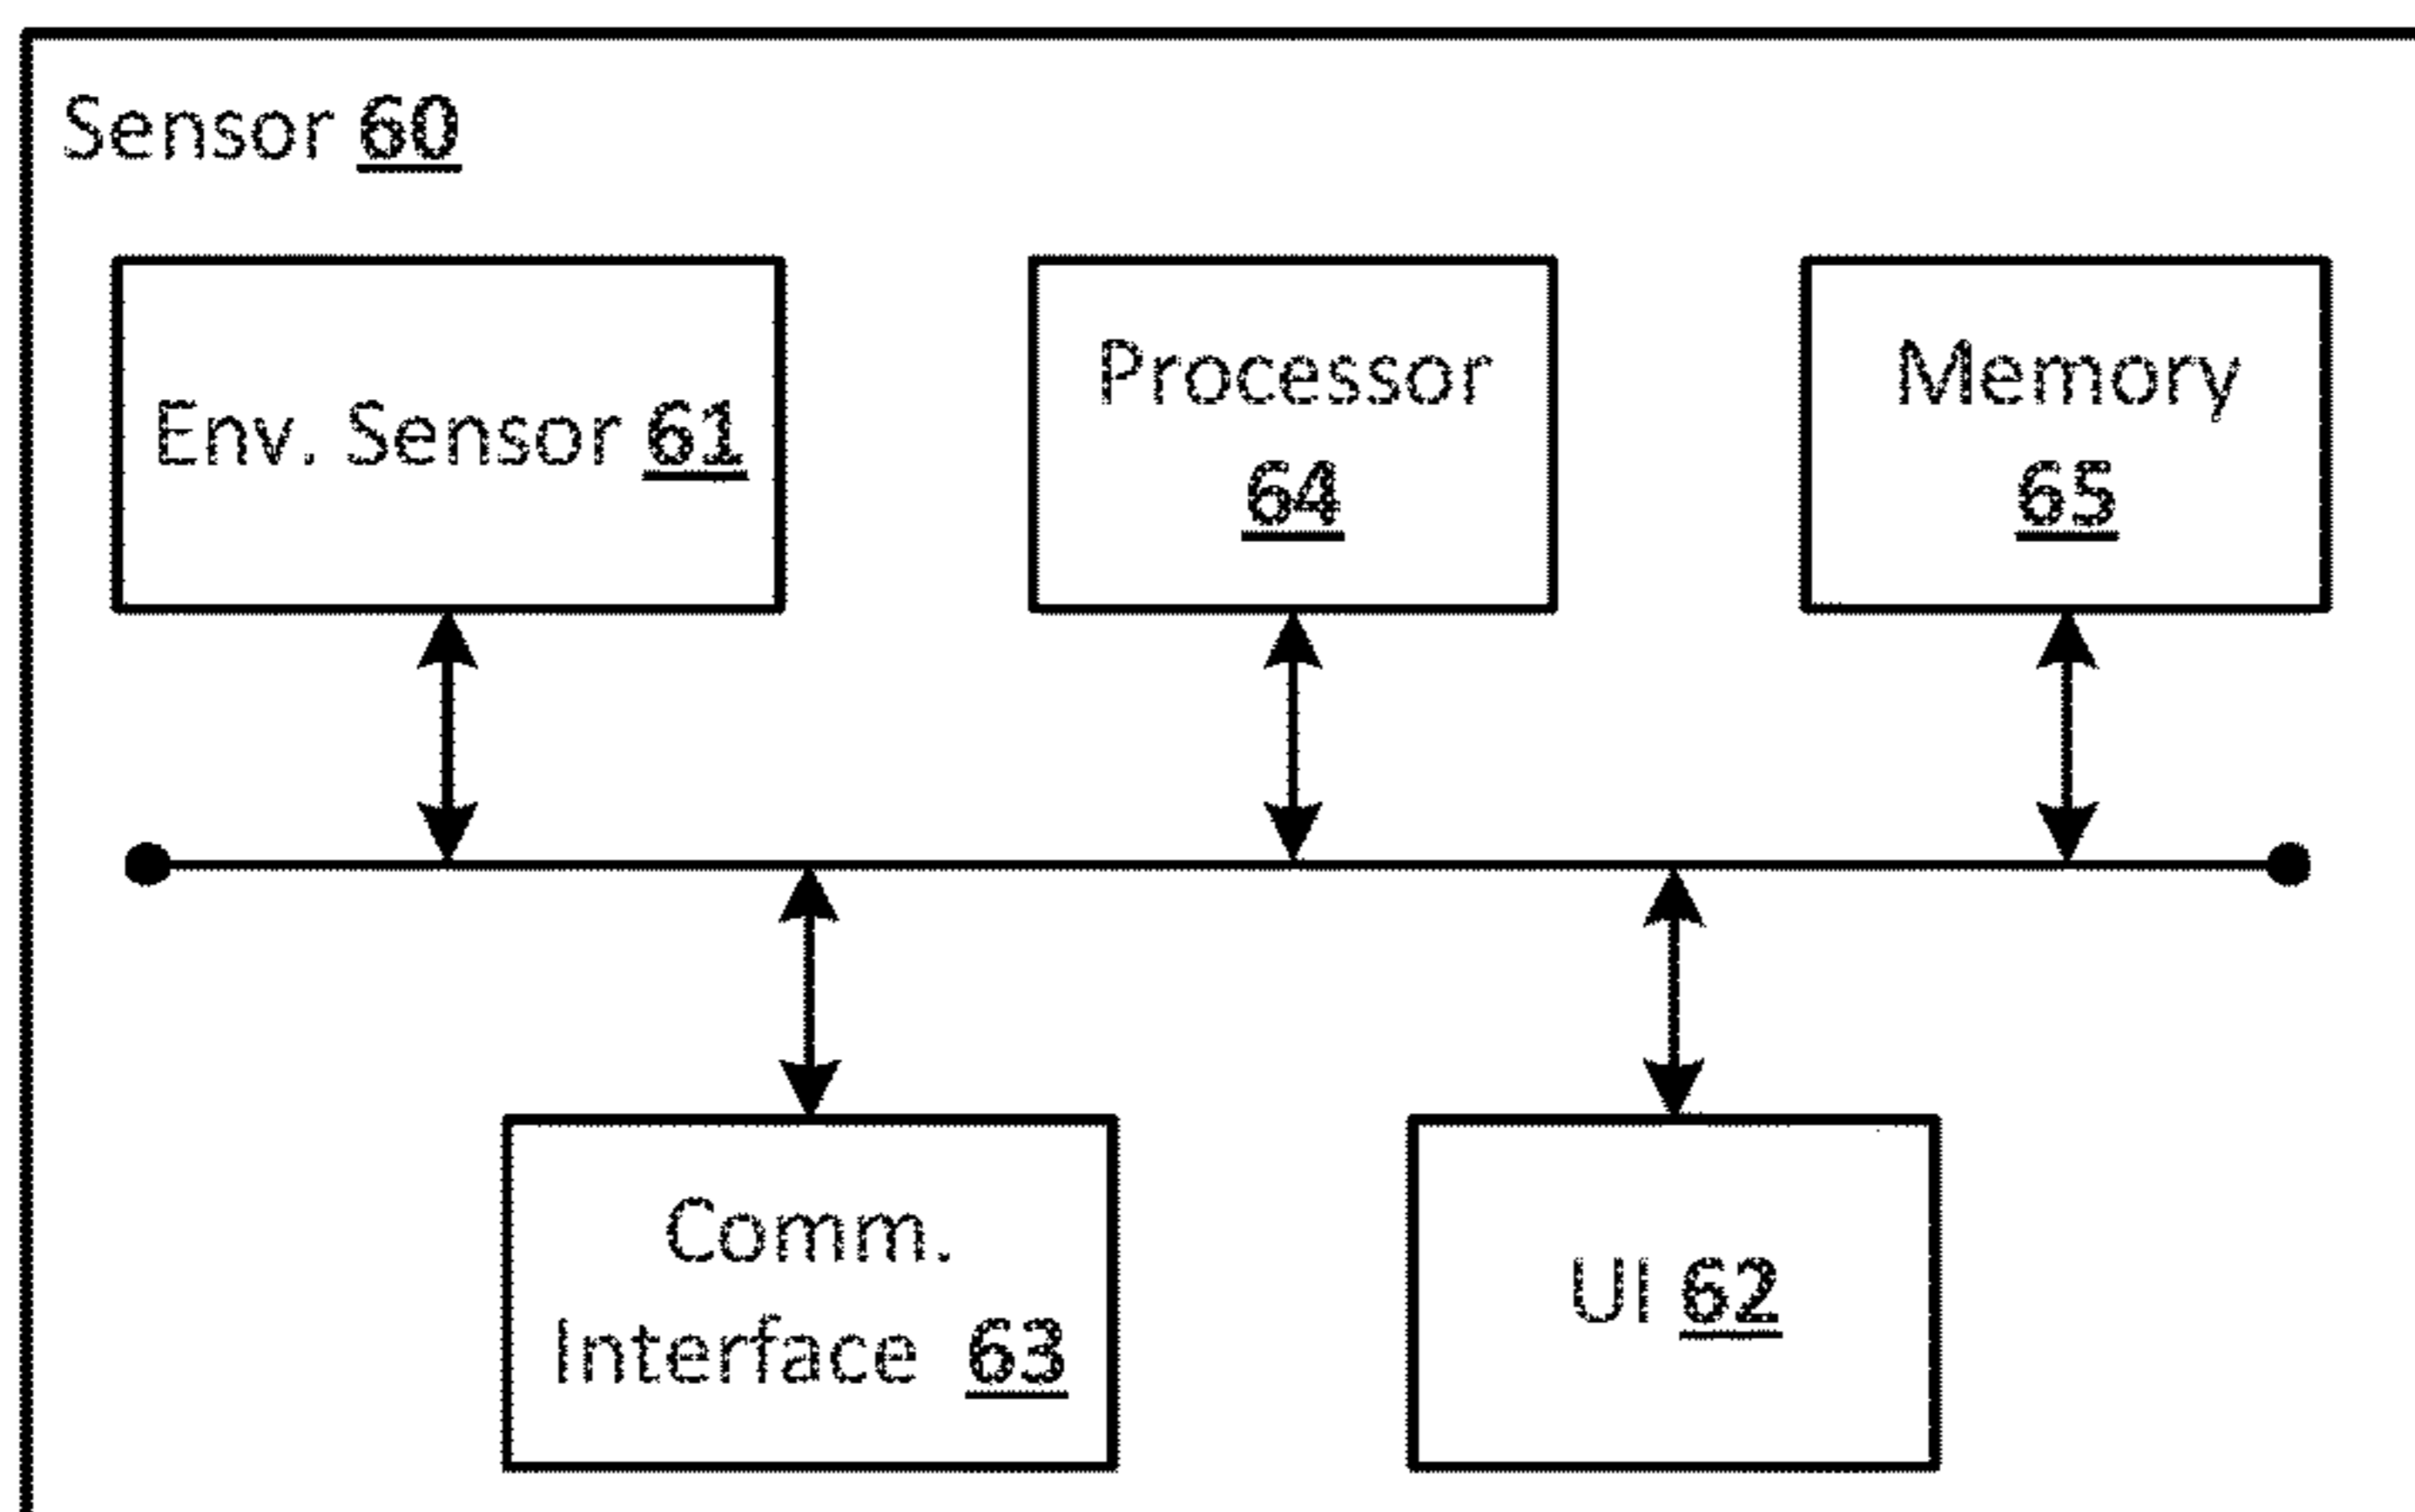 Sensor 60
Env. Sensor 61
Processor
64
Memory
65
Comm.
Interface 63
UI 62